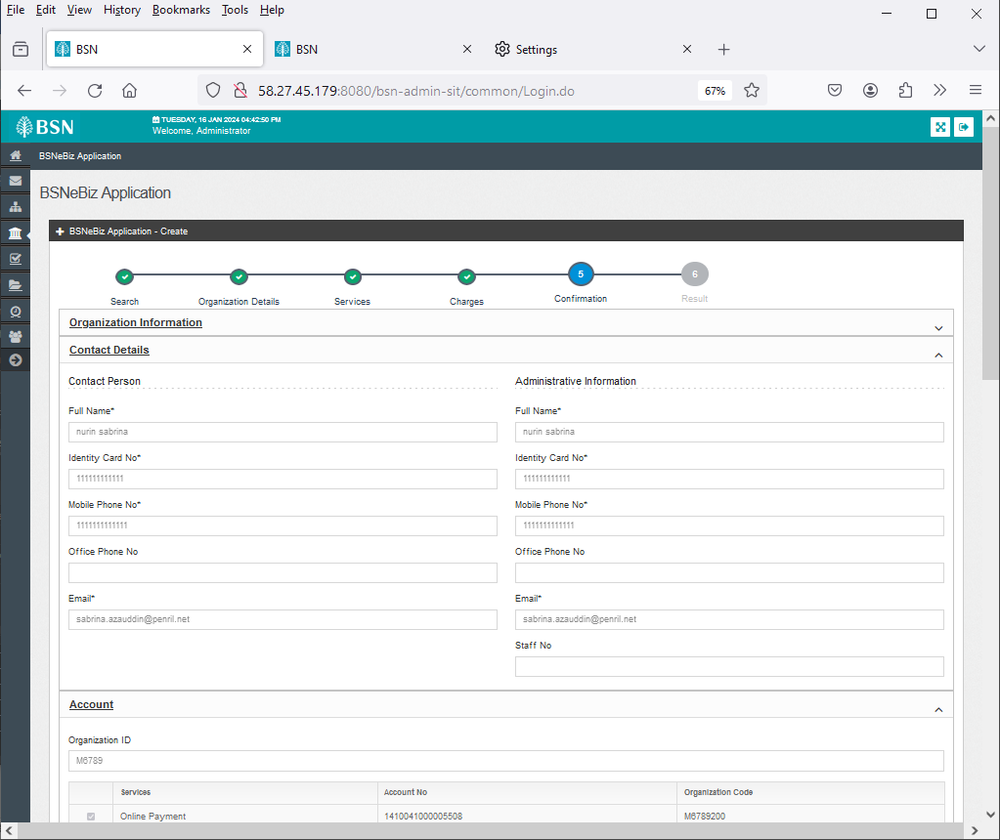 File Edit View History Bookmarks Tools Help
BSN
BSN
Settings
58.27.45.179:8080/bsn-admin-sit/common/Login.do
67%
BSN
TUESDAY, 16 JAN 2024 04:42:50 PM
Welcome, Administrator
BSNeBiz Application
BSNeBiz Application
BSNeBiz Application - Create
5
6
Search
Organization Details
Services
Charges
Confirmation
Result
Organization Information
Contact Details
Contact Person
Administrative Information
Full Name*
Full Name*
nurin sabrina
nurin sabrina
Identity Card No*
Identity Card No*
111111111111
111111111111
Mobile Phone No*
Mobile Phone No*
1111111111111
1111111111111
Office Phone No
Office Phone No
Email*
Email*
sabrina.azauddin@penril.net
sabrina.azauddin@penril.net
Staff No
Account
Organization ID
M6789
Services
Account No
Organization Code
Online Payment
1410041000005508
M6789200